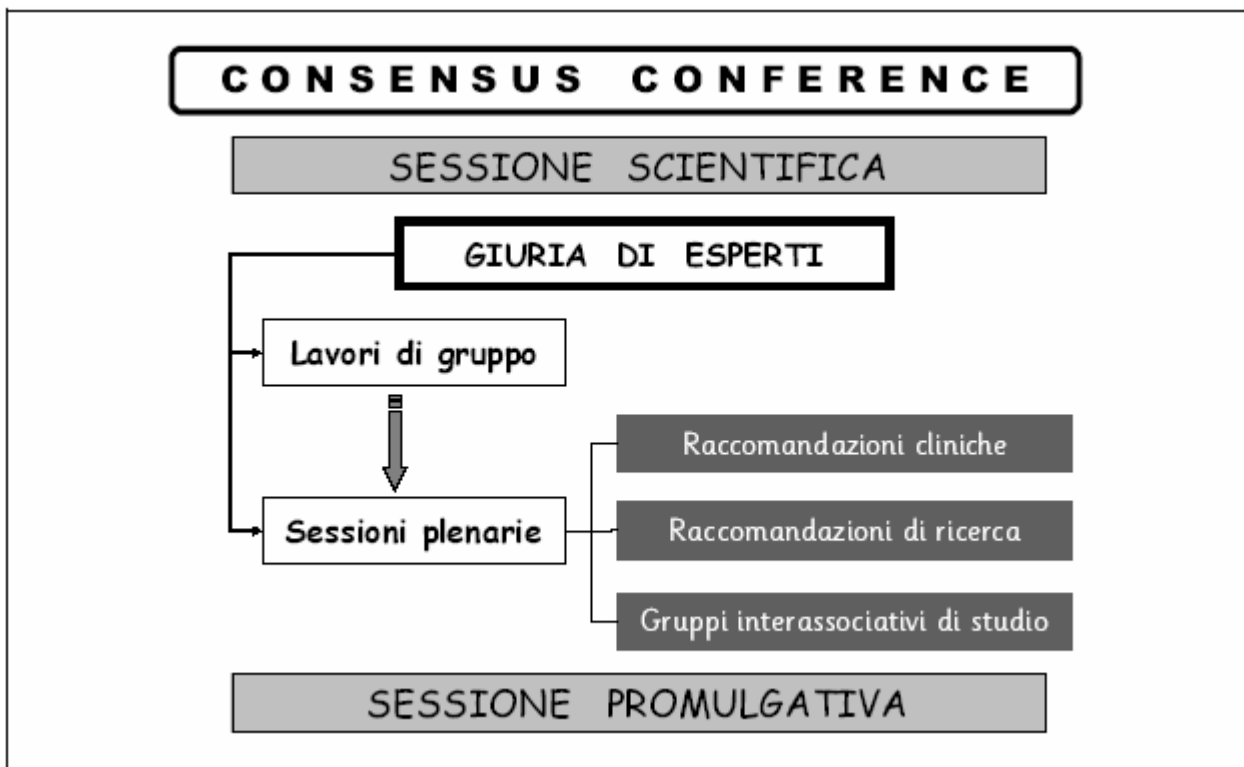 CONSENSUS CONFERENCE
SESSIONE SCIENTIFICA
GIURIA DI ESPERTI
Lavori di gruppo
Raccomandazioni cliniche
Sessioni plenarie
Raccomandazioni di ricerca
Gruppi interassociativi di studio
SESSIONE PROMULGATIVA